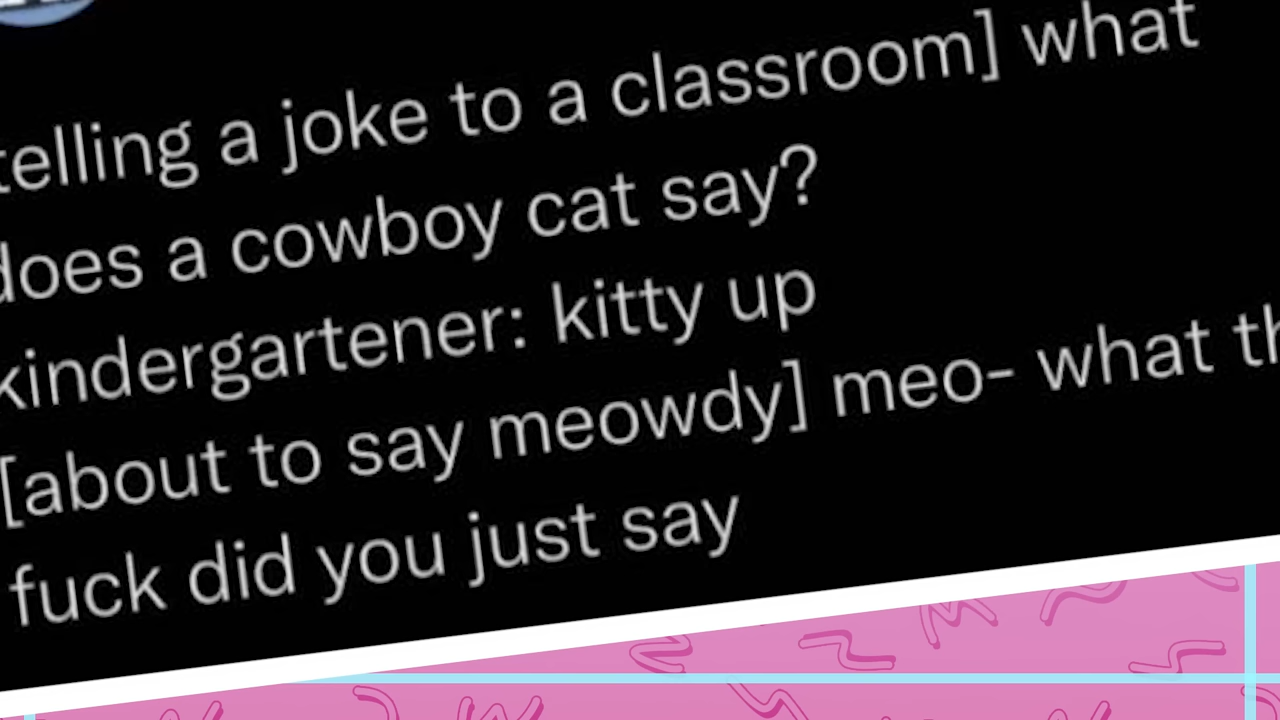 telling a joke to a classroom] what
does a cowboy cat say?
kindergartener: kitty up
[about to say meowdy] meo- what th
fuck did you just say